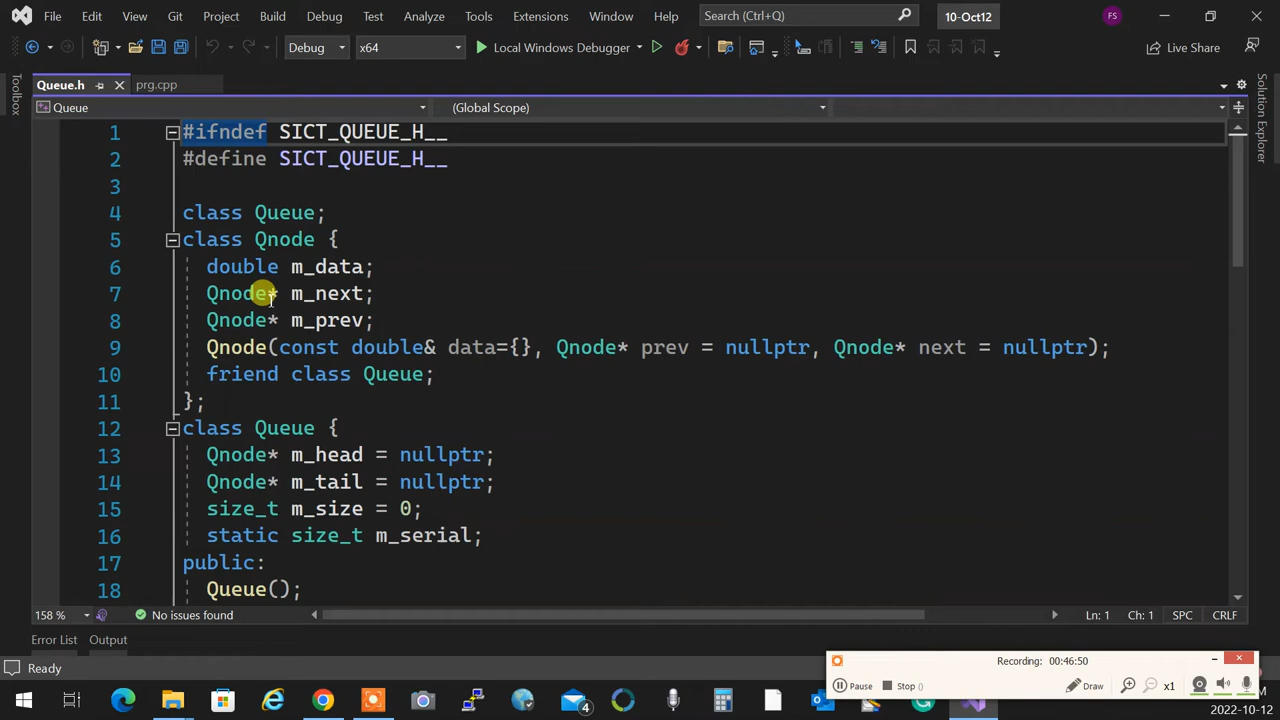 File Edit View Git Project Build Debug Test Analyze Tools Extensions Window Help Search (Ctrl+Q) 10-Oct12 FS
Debug x64 Local Windows Debugger Live Share
Queue.h prg.cpp
Toolbox
Solution Explorer
Queue (Global Scope)
1 #ifndef SICT_QUEUE_H__
2 #define SICT_QUEUE_H__
3
4 class Queue;
5 class Qnode {
6 double m_data;
7 Qnode* m_next;
8 Qnode* m_prev;
9 Qnode(const double& data={}, Qnode* prev = nullptr, Qnode* next = nullptr);
10 friend class Queue;
11 };
12 class Queue {
13 Qnode* m_head = nullptr;
14 Qnode* m_tail = nullptr;
15 size_t m_size = 0;
16 static size_t m_serial;
17 public:
18 Queue();
158 % No issues found Ln: 1 Ch: 1 SPC CRLF
Error List Output
Ready
Recording: 00:46:50
Pause Stop () Draw x1
4
2022-10-12